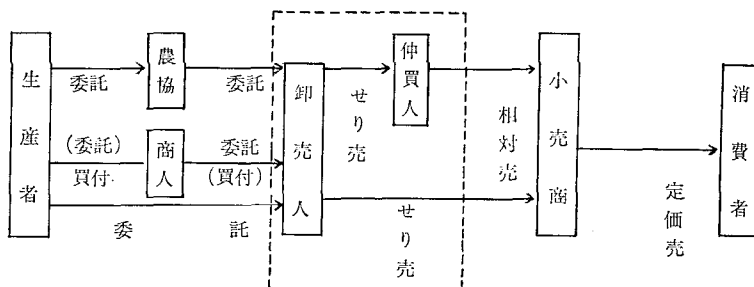 生産者
委託
農協
委託
(委託)
買付
商人
委託
(買付)
委託
卸売人
せり売
仲買人
せり売
相対売
小売商
定価売
消費者